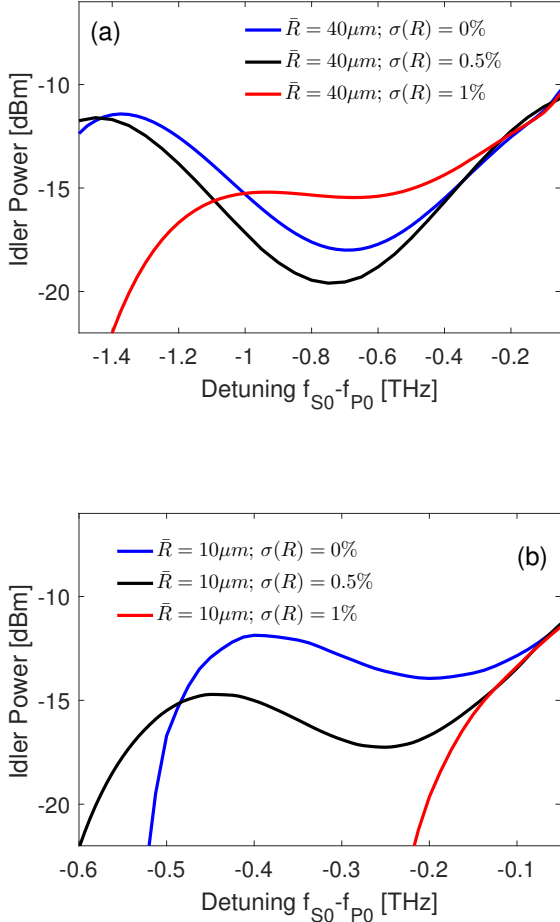 (a)
R̄ = 40μm; σ(R) = 0%
R̄ = 40μm; σ(R) = 0.5%
R̄ = 40μm; σ(R) = 1%
-10
-15
-20
Idler Power [dBm]
-1.4 -1.2 -1 -0.8 -0.6 -0.4 -0.2
Detuning f_S0-f_P0 [THz]
(b)
R̄ = 10μm; σ(R) = 0%
R̄ = 10μm; σ(R) = 0.5%
R̄ = 10μm; σ(R) = 1%
-10
-15
-20
Idler Power [dBm]
-0.6 -0.5 -0.4 -0.3 -0.2 -0.1
Detuning f_S0-f_P0 [THz]